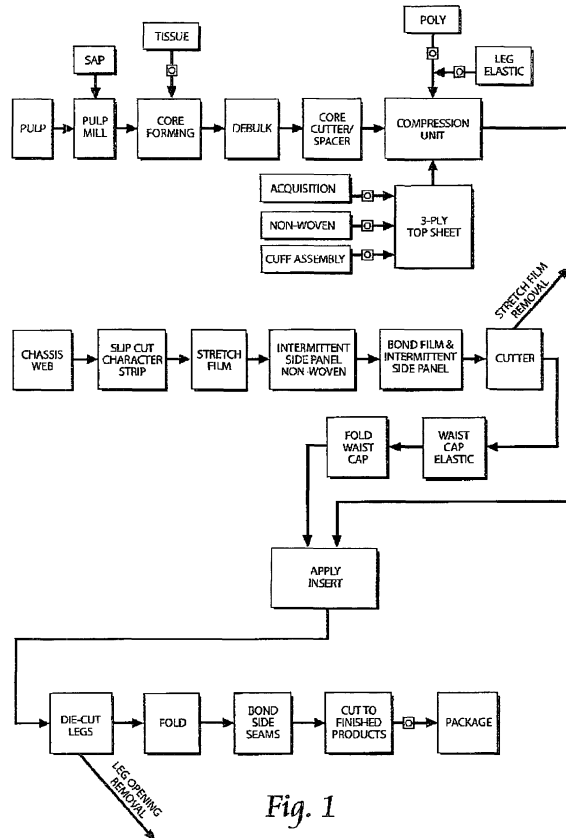 POLY
TISSUE
SAP
LEG
ELASTIC
PULP
PULP
MILL
CORE
FORMING
DEBULK
CORE
CUTTER/
SPACER
COMPRESSION
UNIT
ACQUISITION
NON-WOVEN
CUFF ASSEMBLY
3-PLY
TOP SHEET
STRETCH FILM
REMOVAL
CHASSIS
WEB
SLIP CUT
CHARACTER
STRIP
STRETCH
FILM
INTERMITTENT
SIDE PANEL
NON-WOVEN
BOND FILM &
INTERMITTENT
SIDE PANEL
CUTTER
FOLD
WAIST
CAP
WAIST
CAP
ELASTIC
APPLY
INSERT
DIE-CUT
LEGS
FOLD
BOND
SIDE
SEAMS
CUT TO
FINISHED
PRODUCTS
PACKAGE
LEG OPENING
REMOVAL
Fig. 1